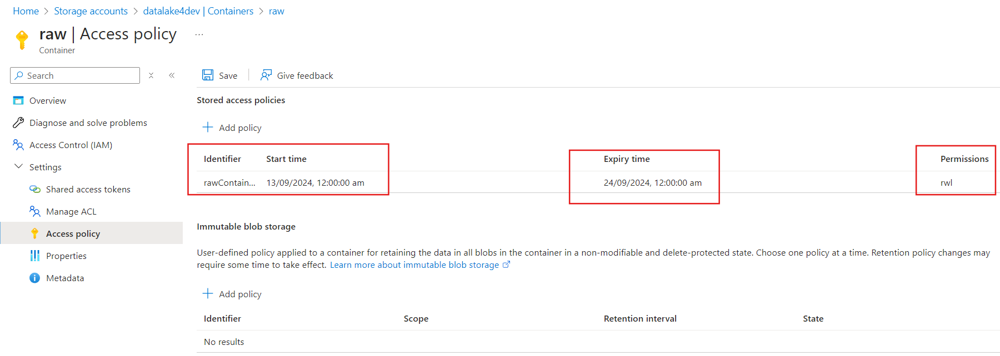 Home > Storage accounts > datalake4dev | Containers > raw
raw | Access policy ...
Container
Search
Save
Give feedback
Overview
Diagnose and solve problems
Access Control (IAM)
Settings
Shared access tokens
Manage ACL
Access policy
Properties
Metadata
Stored access policies
Add policy
Identifier Start time Expiry time Permissions
rawContain... 13/09/2024, 12:00:00 am 24/09/2024, 12:00:00 am rwl
Immutable blob storage
User-defined policy applied to a container for retaining the data in all blobs in the container in a non-modifiable and delete-protected state. Choose one policy at a time. Retention policy changes may
require some time to take effect. Learn more about immutable blob storage
Add policy
Identifier Scope Retention interval State
No results